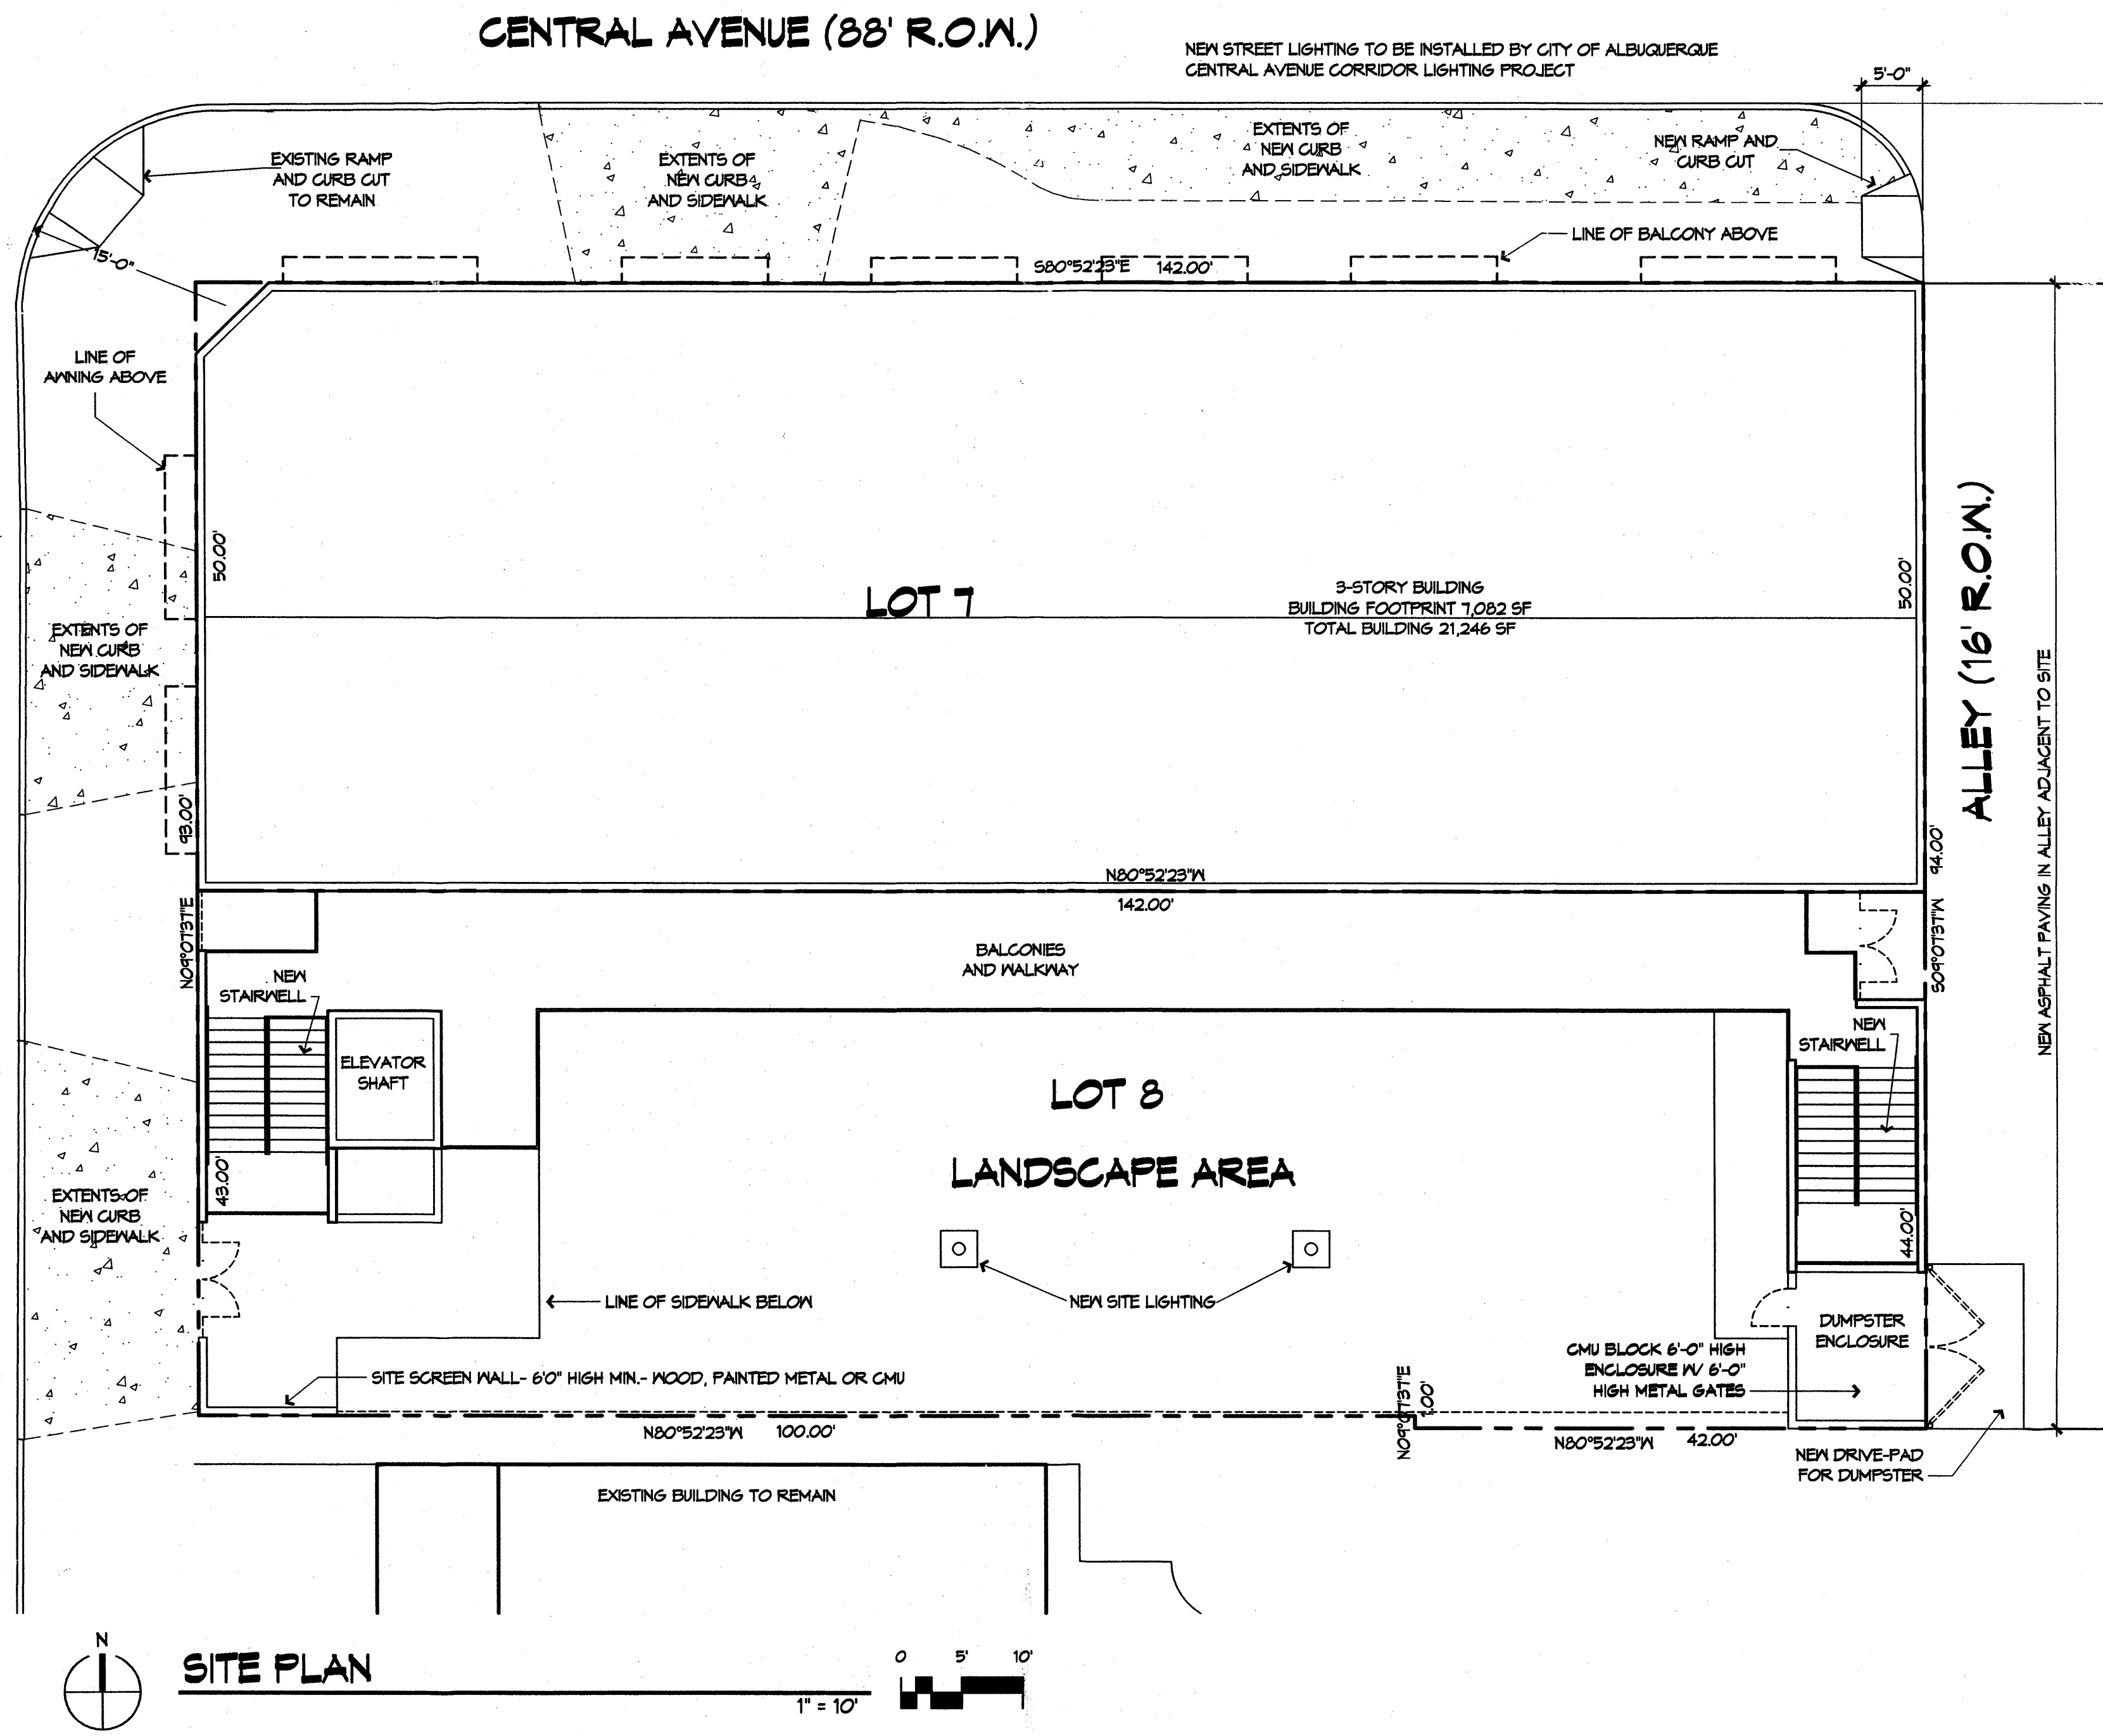 CENTRAL AVENUE (88' R.O.W.)
NEW STREET LIGHTING TO BE INSTALLED BY CITY OF ALBUQUERQUE
CENTRAL AVENUE CORRIDOR LIGHTING PROJECT
5'-0"
EXISTING RAMP
AND CURB CUT
TO REMAIN
EXTENTS OF
NEW CURB
AND SIDEWALK
EXTENTS OF
NEW CURB
AND SIDEWALK
NEW RAMP AND
CURB CUT
15'-0"
LINE OF BALCONY ABOVE
S80°52'23"E 142.00'
LINE OF
AWNING ABOVE
50.00'
LOT 7
3-STORY BUILDING
BUILDING FOOTPRINT 7,082 SF
TOTAL BUILDING 21,246 SF
50.00'
ALLEY (16' R.O.W.)
NEW ASPHALT PAVING IN ALLEY ADJACENT TO SITE
EXTENTS OF
NEW CURB
AND SIDEWALK
93.00'
N09°07'37"E
94.00'
S09°07'37"W
N80°52'23"W
142.00'
BALCONIES
AND WALKWAY
NEW
STAIRWELL
ELEVATOR
SHAFT
NEW
STAIRWELL
LOT 8
LANDSCAPE AREA
43.00'
44.00'
EXTENTS OF
NEW CURB
AND SIDEWALK
LINE OF SIDEWALK BELOW
NEW SITE LIGHTING
DUMPSTER
ENCLOSURE
CMU BLOCK 6'-0" HIGH
ENCLOSURE W/ 6'-0"
HIGH METAL GATES
SITE SCREEN WALL- 6'0" HIGH MIN.- WOOD, PAINTED METAL OR CMU
N09°07'37"E
1.00'
N80°52'23"W 100.00'
N80°52'23"W 42.00'
NEW DRIVE-PAD
FOR DUMPSTER
EXISTING BUILDING TO REMAIN
N
SITE PLAN
1" = 10'
0 5' 10'